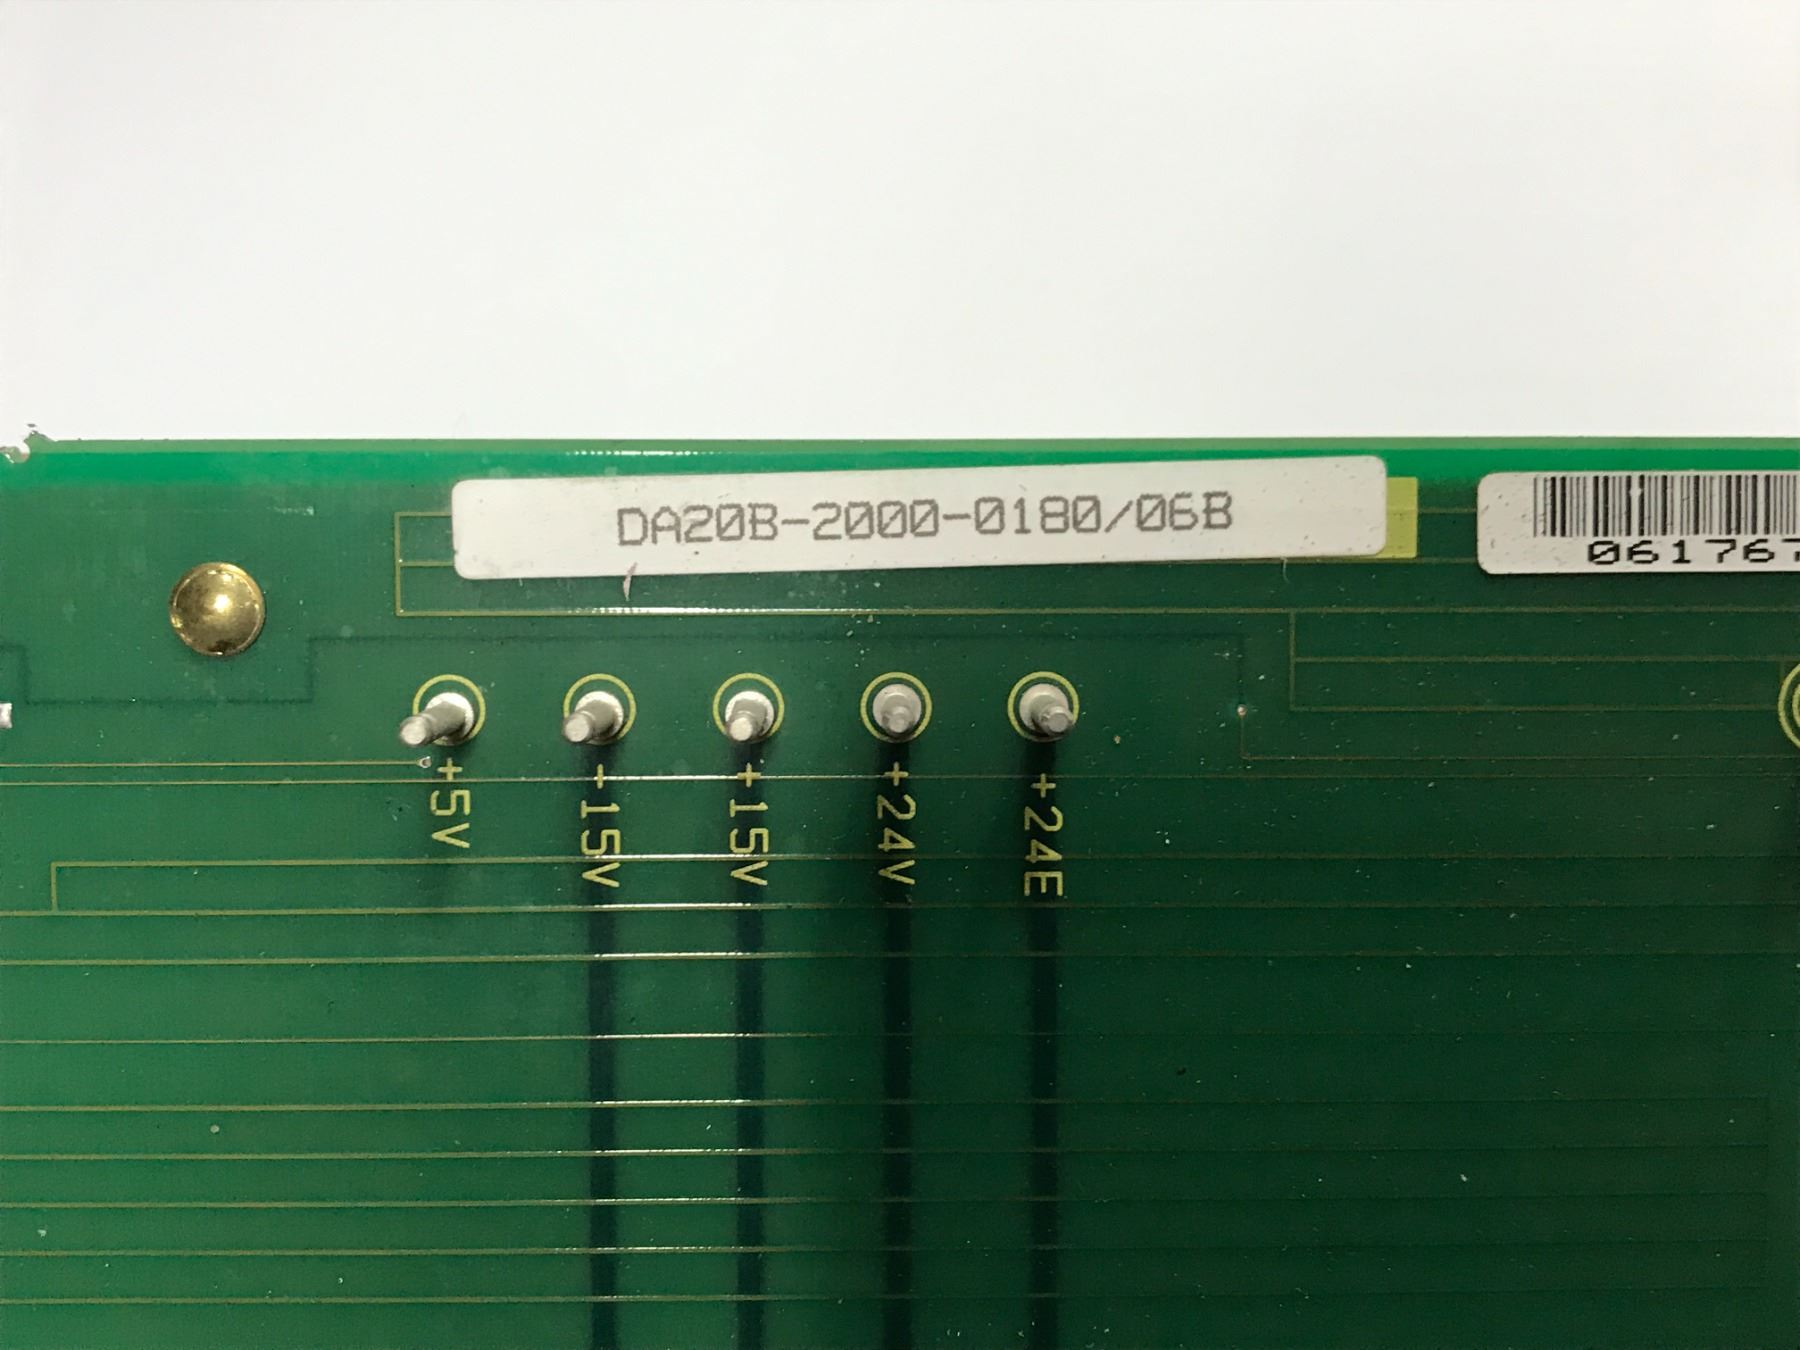 DA20B-2000-0180/06B
061767
+5V
+15V
+15V
+24V
+24E